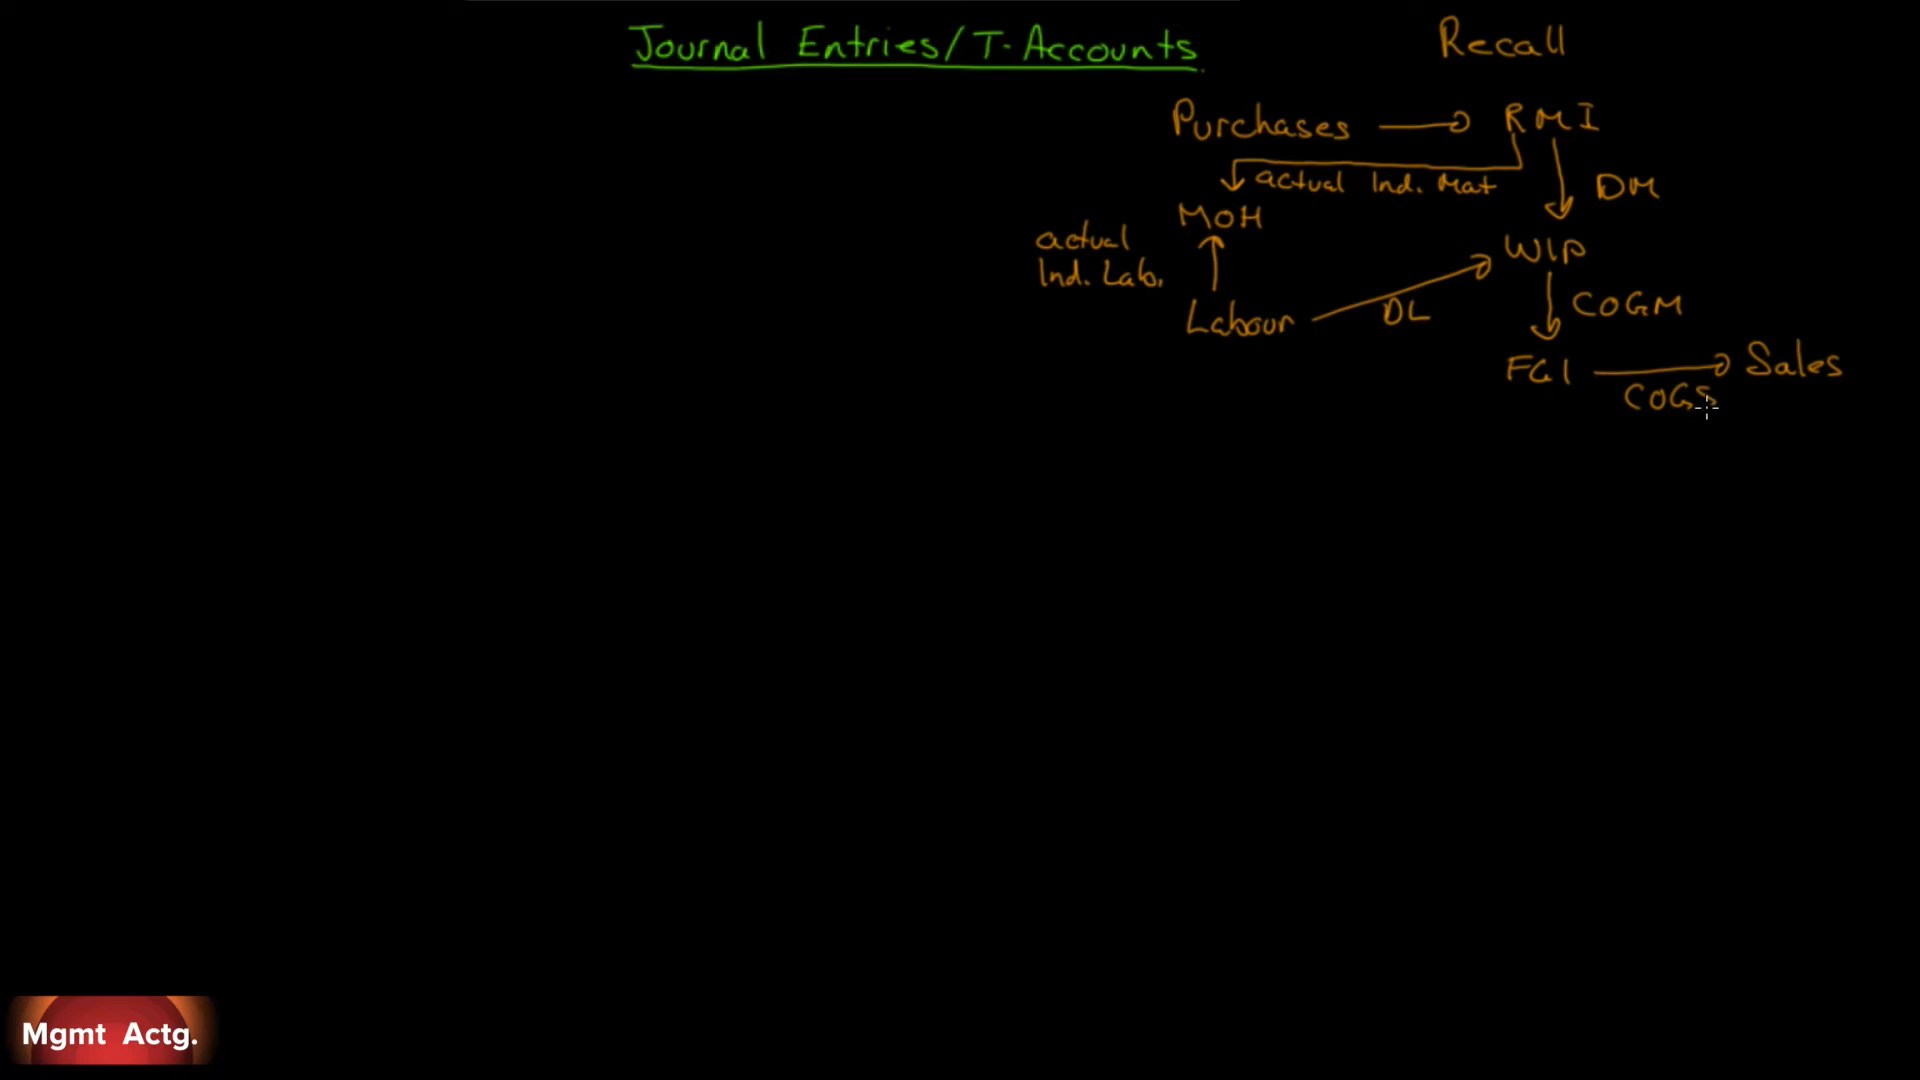 Journal Entries/T-Accounts
Recall
Purchases RMI
actual Ind. Mat DM
MOH
actual
Ind. Lab.
WIP
Labour DL COGM
FGI Sales
COGS
Mgmt Actg.